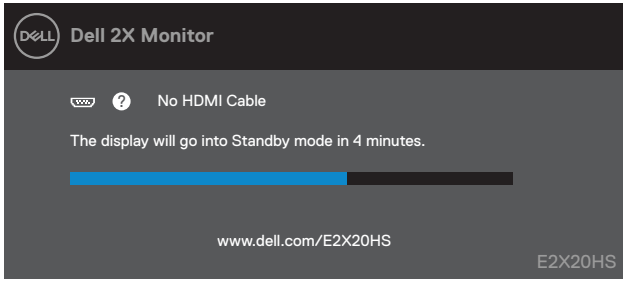 DELL
Dell 2X Monitor
? No HDMI Cable
The display will go into Standby mode in 4 minutes.
www.dell.com/E2X20HS
E2X20HS